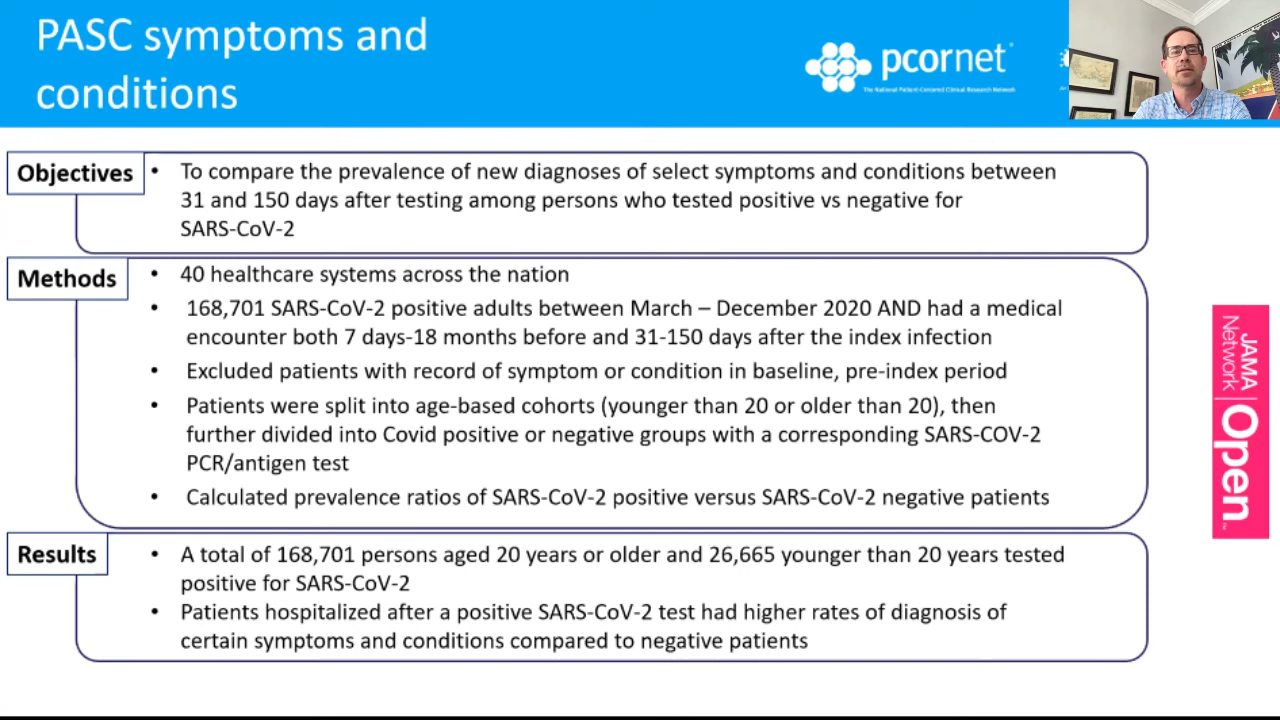 PASC symptoms and
conditions
pcornet
The National Patient-Centered Clinical Research Network
Objectives
• To compare the prevalence of new diagnoses of select symptoms and conditions between
31 and 150 days after testing among persons who tested positive vs negative for
SARS-CoV-2
Methods
• 40 healthcare systems across the nation
• 168,701 SARS-CoV-2 positive adults between March – December 2020 AND had a medical
encounter both 7 days-18 months before and 31-150 days after the index infection
• Excluded patients with record of symptom or condition in baseline, pre-index period
• Patients were split into age-based cohorts (younger than 20 or older than 20), then
further divided into Covid positive or negative groups with a corresponding SARS-COV-2
PCR/antigen test
• Calculated prevalence ratios of SARS-CoV-2 positive versus SARS-CoV-2 negative patients
Results
• A total of 168,701 persons aged 20 years or older and 26,665 younger than 20 years tested
positive for SARS-CoV-2
• Patients hospitalized after a positive SARS-CoV-2 test had higher rates of diagnosis of
certain symptoms and conditions compared to negative patients
JAMA
Network
Open